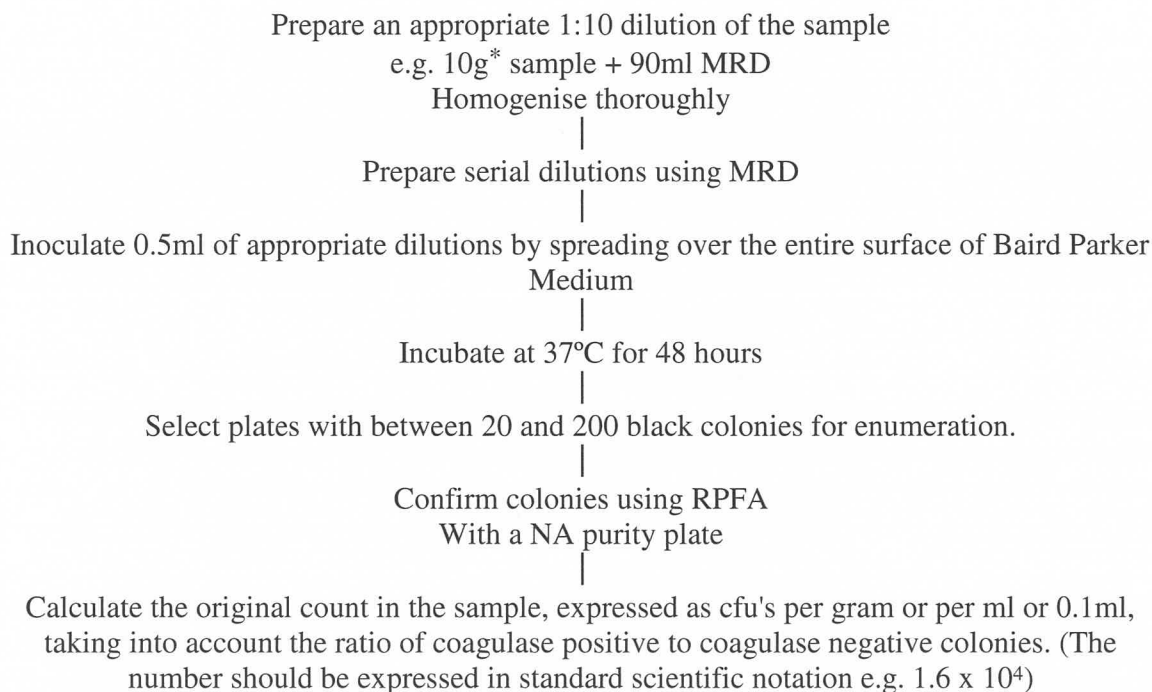 Prepare an appropriate 1:10 dilution of the sample
e.g. 10g* sample + 90ml MRD
Homogenise thoroughly
Prepare serial dilutions using MRD
Inoculate 0.5ml of appropriate dilutions by spreading over the entire surface of Baird Parker
Medium
Incubate at 37ºC for 48 hours
Select plates with between 20 and 200 black colonies for enumeration.
Confirm colonies using RPFA
With a NA purity plate
Calculate the original count in the sample, expressed as cfu's per gram or per ml or 0.1ml,
taking into account the ratio of coagulase positive to coagulase negative colonies. (The
number should be expressed in standard scientific notation e.g. 1.6 x 10⁴)